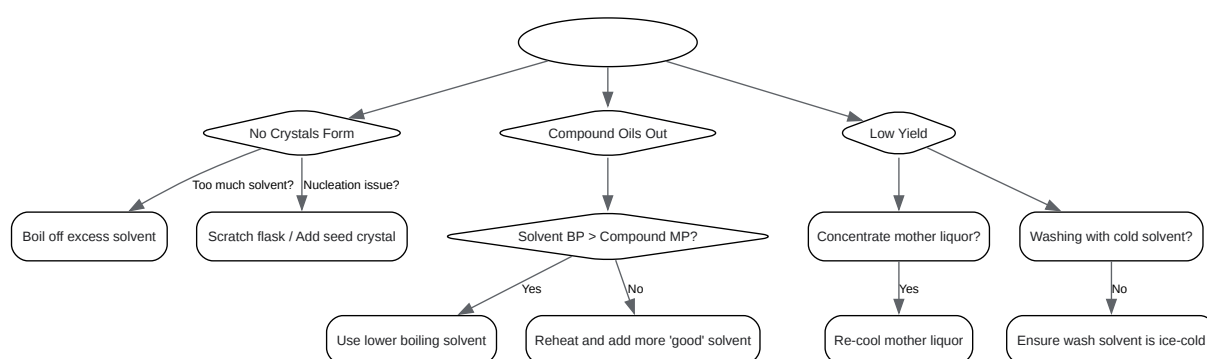 No Crystals Form
Compound Oils Out
Low Yield
Too much solvent?
Nucleation issue?
Boil off excess solvent
Scratch flask / Add seed crystal
Solvent BP > Compound MP?
Concentrate mother liquor?
Washing with cold solvent?
Yes
No
Yes
No
Use lower boiling solvent
Reheat and add more 'good' solvent
Re-cool mother liquor
Ensure wash solvent is ice-cold